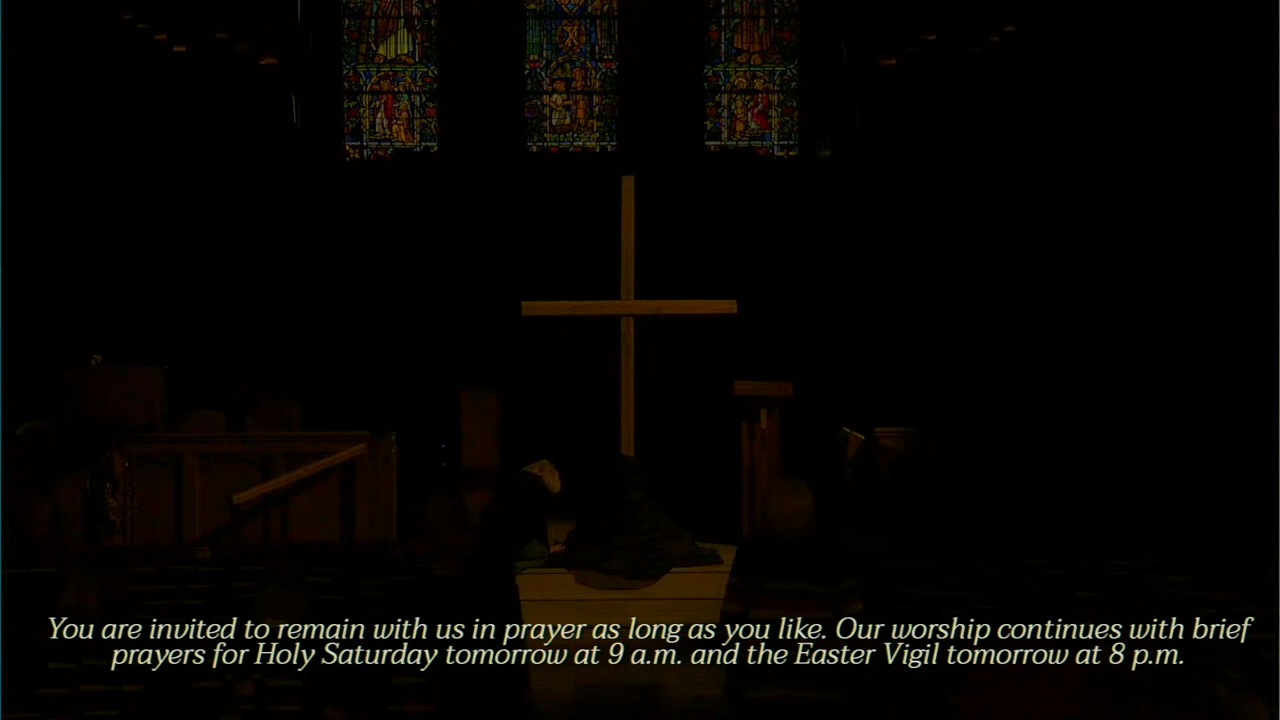 You are invited to remain with us in prayer as long as you like. Our worship continues with brief
prayers for Holy Saturday tomorrow at 9 a.m. and the Easter Vigil tomorrow at 8 p.m.